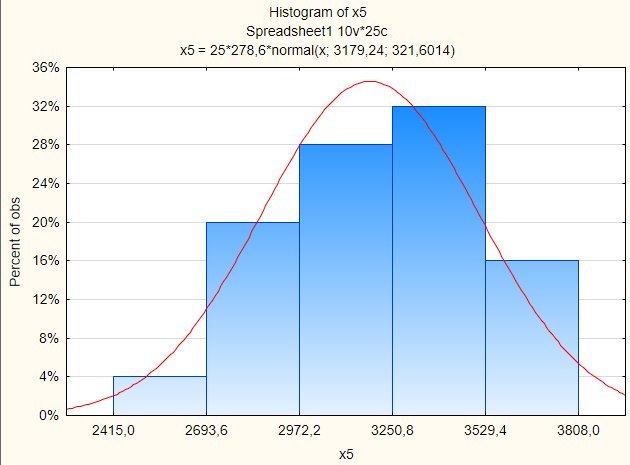 Histogram of x5
Spreadsheet1 10v*25c
x5 = 25*278,6*normal(x; 3179,24; 321,6014)
36%
32%
28%
24%
20%
16%
12%
8%
4%
0%
Percent of obs
2415,0 2693,6 2972,2 3250,8 3529,4 3808,0
x5